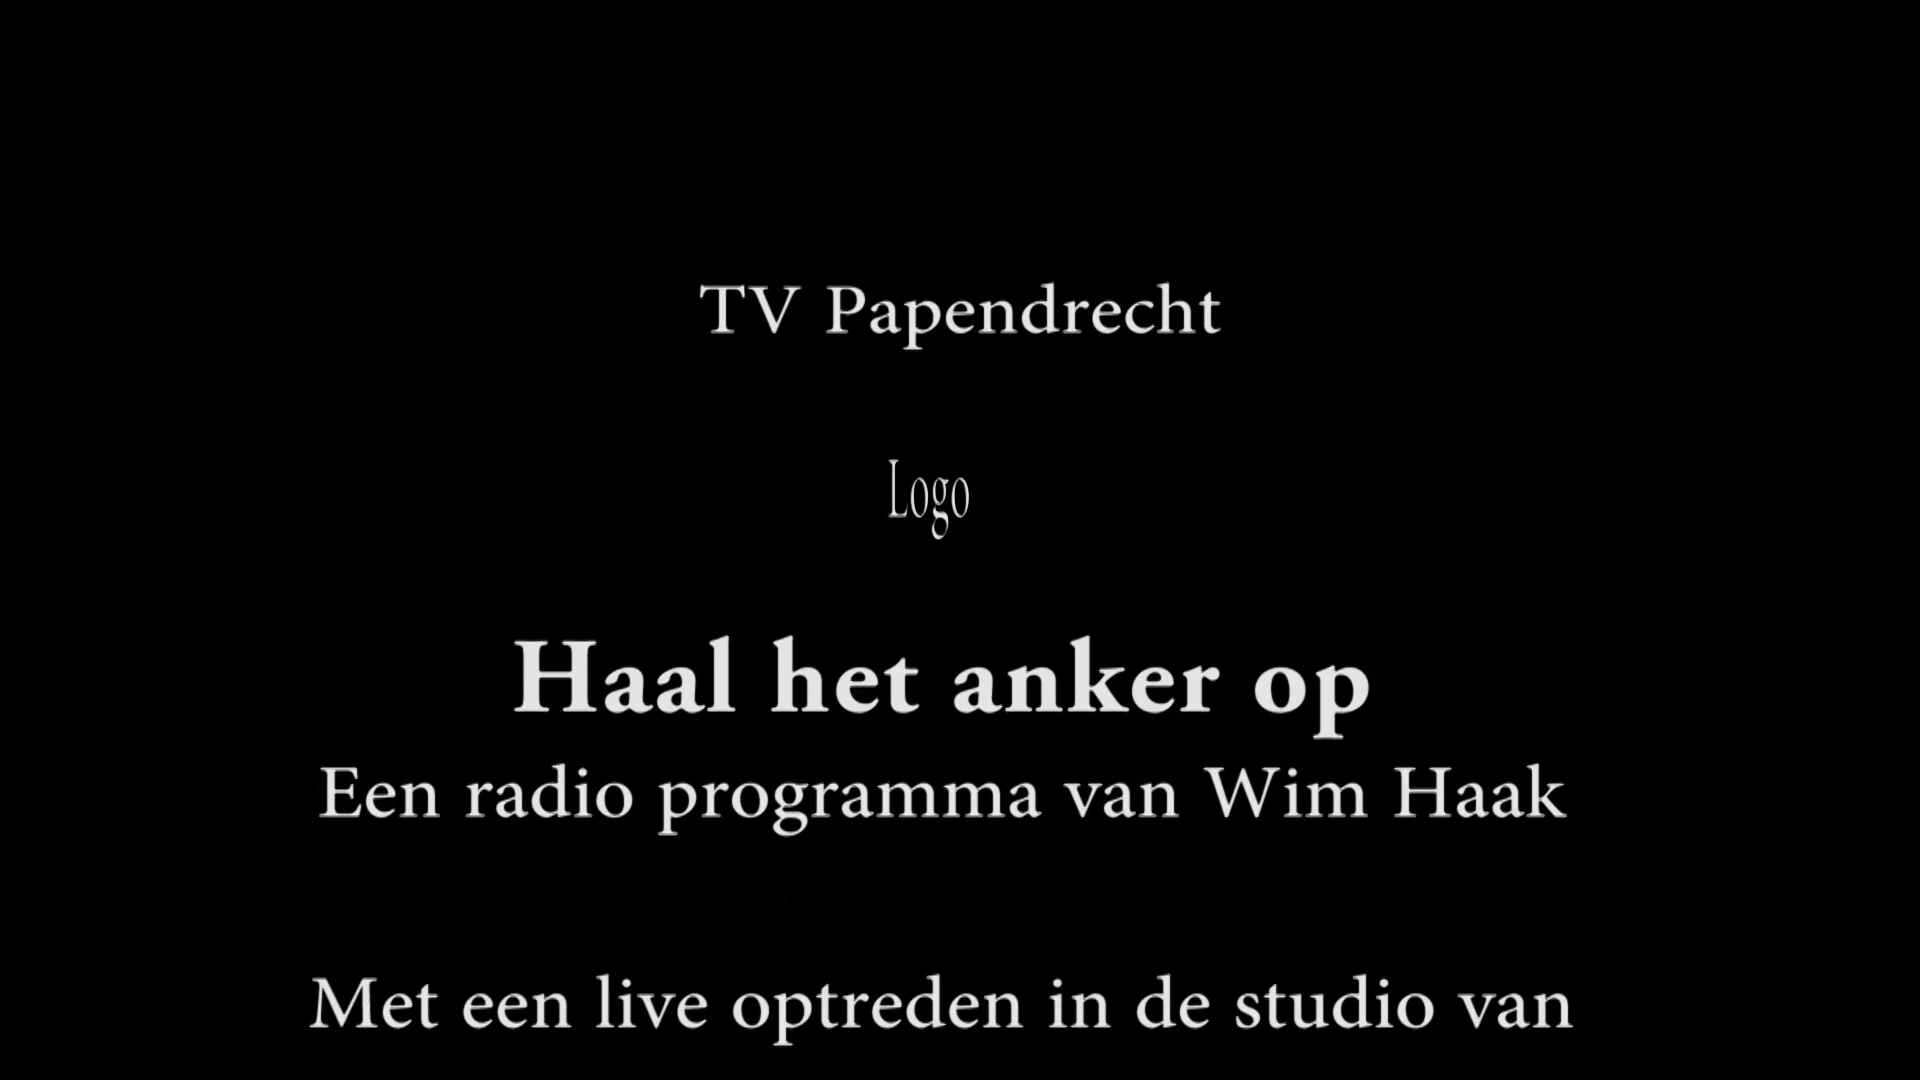 TV Papendrecht
Logo
Haal het anker op
Een radio programma van Wim Haak
Met een live optreden in de studio van